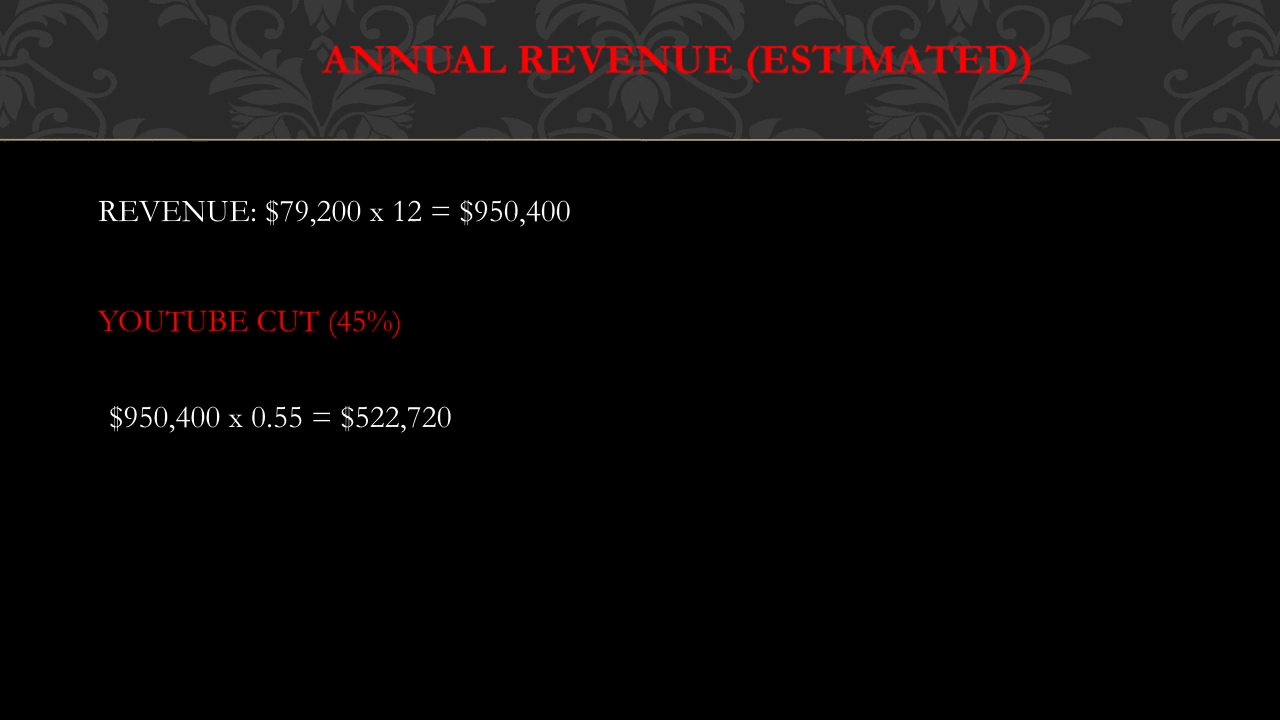 ANNUAL REVENUE (ESTIMATED)
REVENUE: $79,200 x 12 = $950,400
YOUTUBE CUT (45%)
$950,400 x 0.55 = $522,720